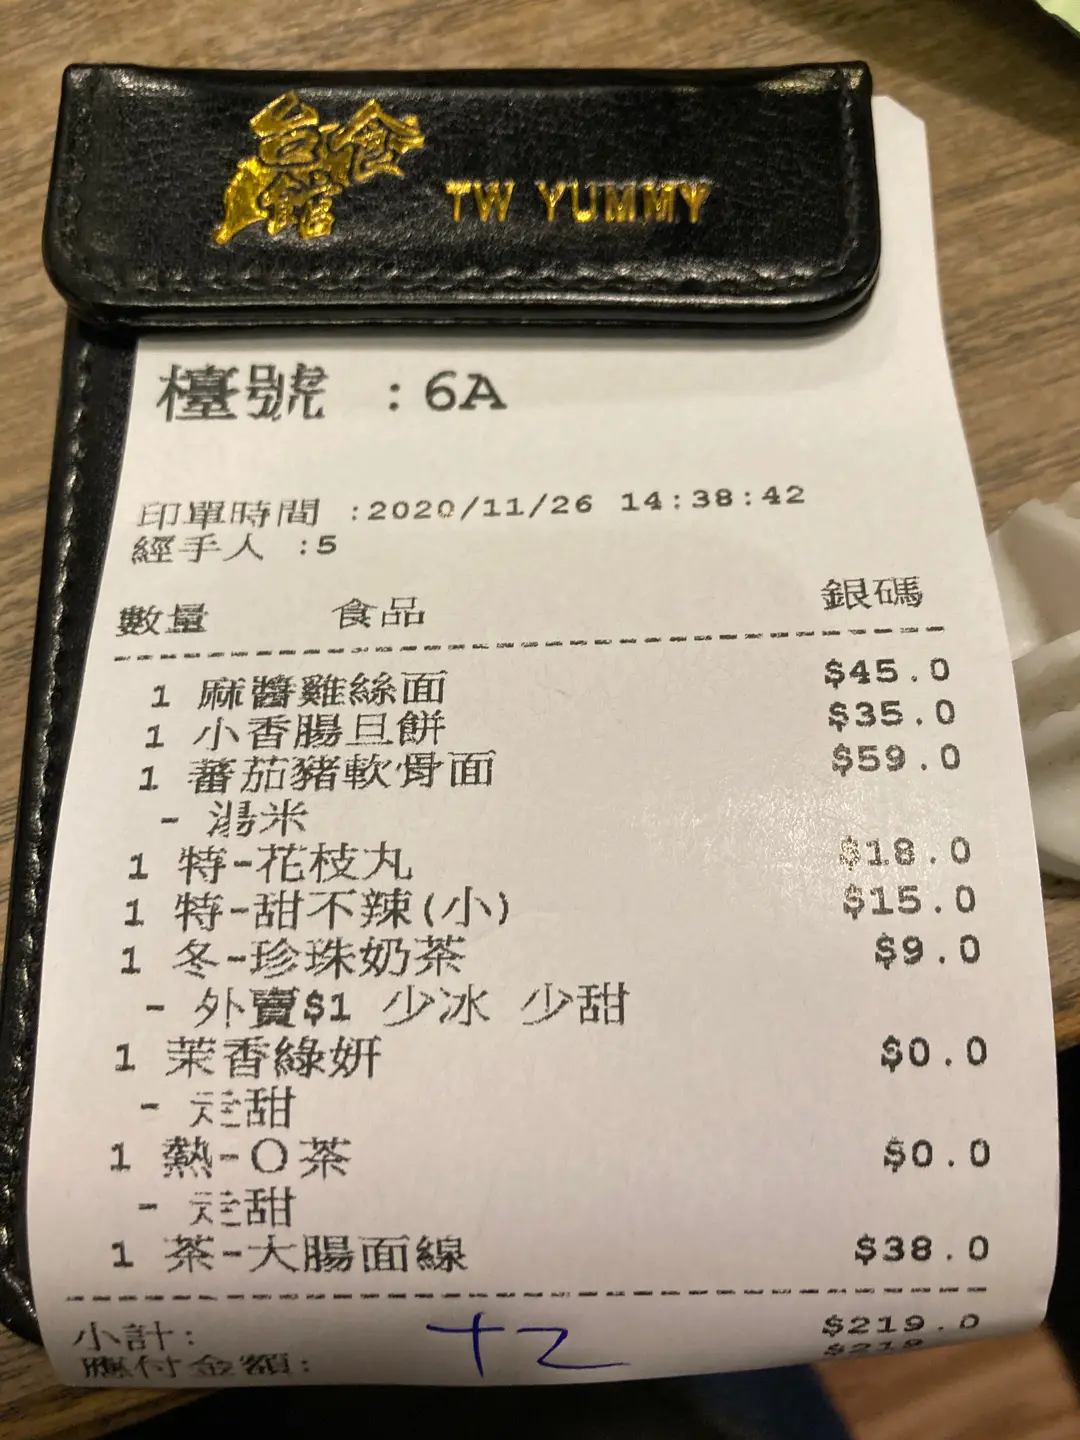 台食館
TW YUMMY
檯號 :6A
印單時間 :2020/11/26 14:38:42
經手人 :5
數量 食品 銀碼
1 麻醬雞絲面 $45.0
1 小香腸旦餅 $35.0
1 蕃茄豬軟骨面 $59.0
- 湯米
1 特-花枝丸 $18.0
1 特-甜不辣(小) $15.0
1 冬-珍珠奶茶 $9.0
- 外賣$1 少冰 少甜
1 茉香綠妍 $0.0
- 走甜
1 熱-O茶 $0.0
- 走甜
1 茶-大腸面線 $38.0
小計: $219.0
應付金額: $219